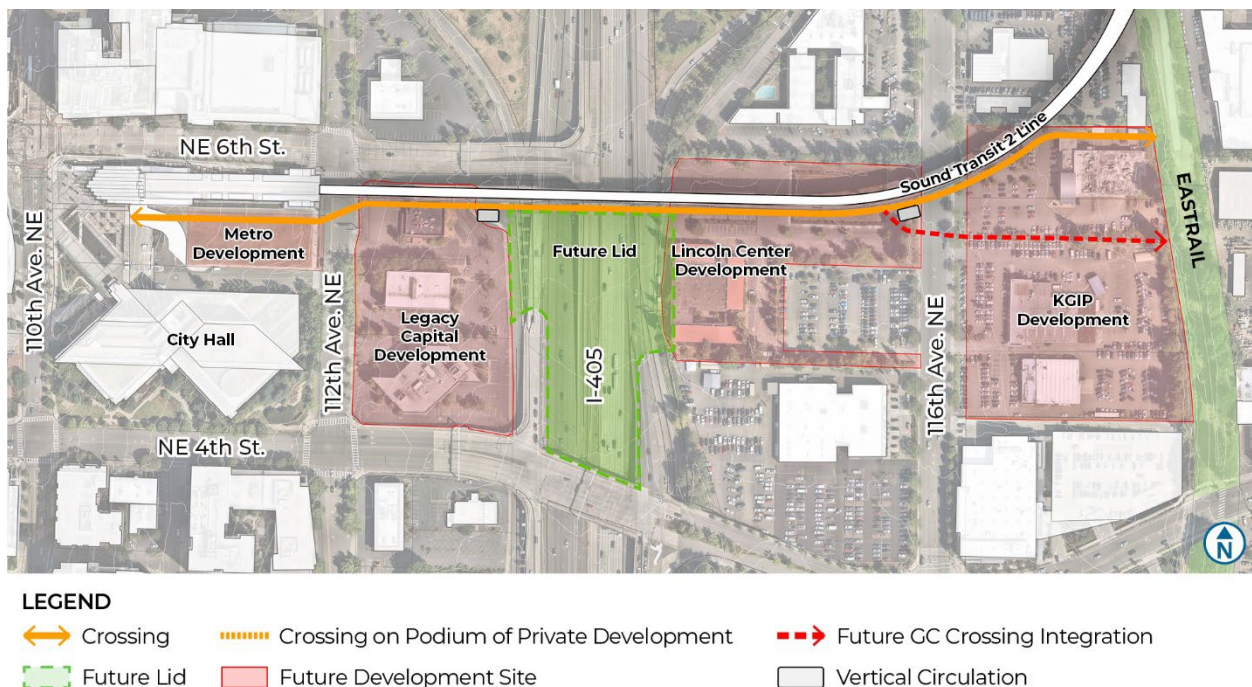 NE 6th St.
Sound Transit 2 Line
EASTRAIL
110th Ave. NE
Metro
Development
Future Lid
Lincoln Center
Development
City Hall
112th Ave. NE
Legacy
Capital
Development
I-405
116th Ave. NE
KGIP
Development
NE 4th St.
N
LEGEND
Crossing
Crossing on Podium of Private Development
Future GC Crossing Integration
Future Lid
Future Development Site
Vertical Circulation